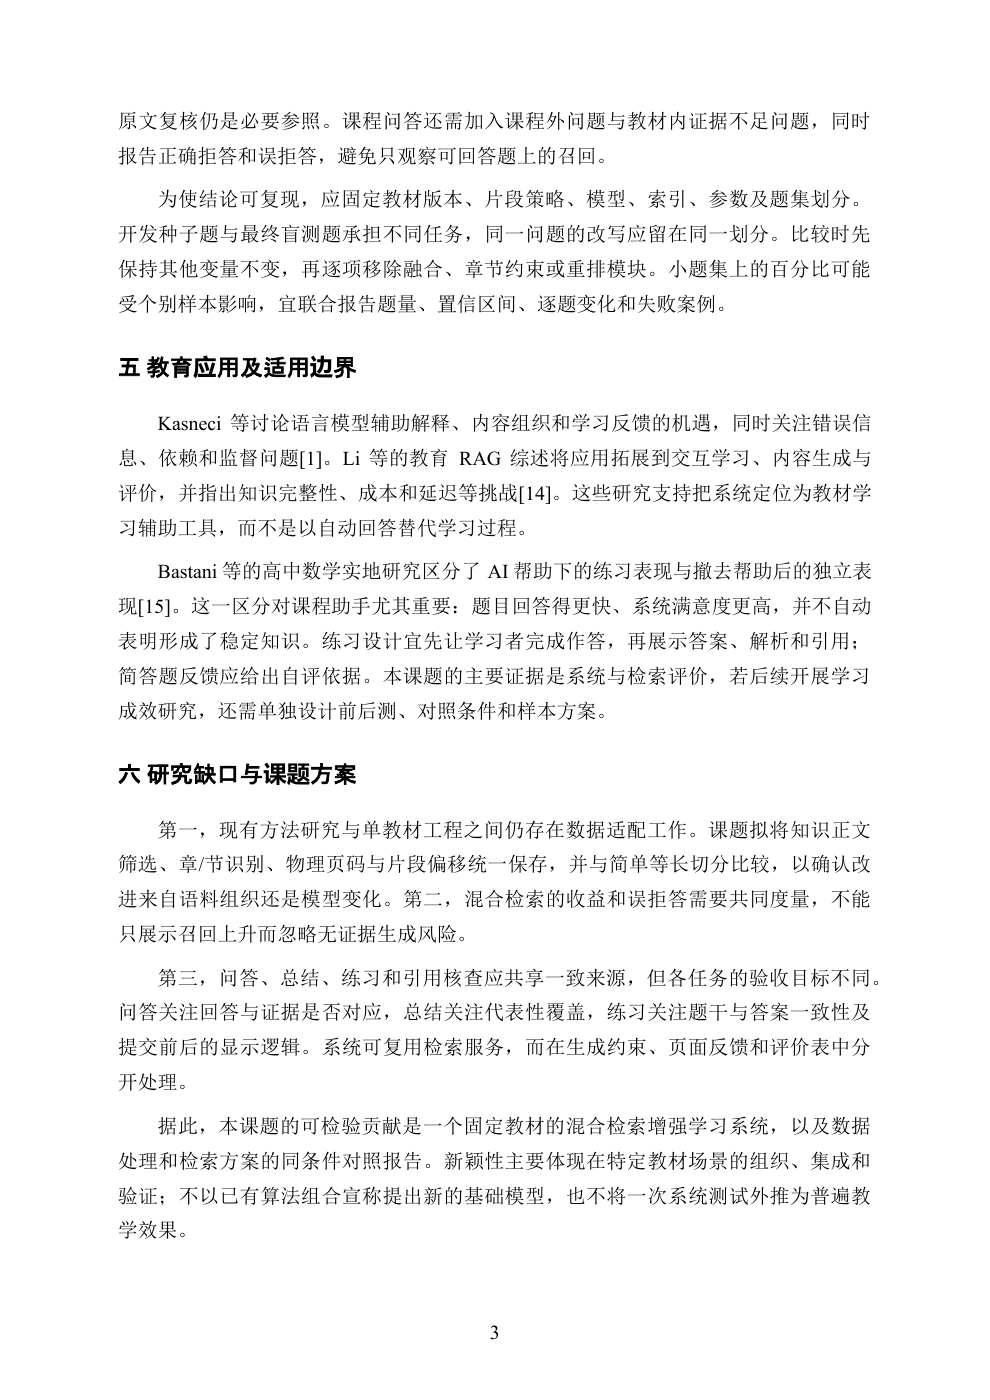 原文复核仍是必要参照。课程问答还需加入课程外问题与教材内证据不足问题，同时
报告正确拒答和误拒答，避免只观察可回答题上的召回。
为使结论可复现，应固定教材版本、片段策略、模型、索引、参数及题集划分。
开发种子题与最终盲测题承担不同任务，同一问题的改写应留在同一划分。比较时先
保持其他变量不变，再逐项移除融合、章节约束或重排模块。小题集上的百分比可能
受个别样本影响，宜联合报告题量、置信区间、逐题变化和失败案例。
五 教育应用及适用边界
Kasneci 等讨论语言模型辅助解释、内容组织和学习反馈的机遇，同时关注错误信
息、依赖和监督问题[1]。Li 等的教育 RAG 综述将应用拓展到交互学习、内容生成与
评价，并指出知识完整性、成本和延迟等挑战[14]。这些研究支持把系统定位为教材学
习辅助工具，而不是以自动回答替代学习过程。
Bastani 等的高中数学实地研究区分了 AI 帮助下的练习表现与撤去帮助后的独立表
现[15]。这一区分对课程助手尤其重要：题目回答得更快、系统满意度更高，并不自动
表明形成了稳定知识。练习设计宜先让学习者完成作答，再展示答案、解析和引用；
简答题反馈应给出自评依据。本课题的主要证据是系统与检索评价，若后续开展学习
成效研究，还需单独设计前后测、对照条件和样本方案。
六 研究缺口与课题方案
第一，现有方法研究与单教材工程之间仍存在数据适配工作。课题拟将知识正文
筛选、章/节识别、物理页码与片段偏移统一保存，并与简单等长切分比较，以确认改
进来自语料组织还是模型变化。第二，混合检索的收益和误拒答需要共同度量，不能
只展示召回上升而忽略无证据生成风险。
第三，问答、总结、练习和引用核查应共享一致来源，但各任务的验收目标不同。
问答关注回答与证据是否对应，总结关注代表性覆盖，练习关注题干与答案一致性及
提交前后的显示逻辑。系统可复用检索服务，而在生成约束、页面反馈和评价表中分
开处理。
据此，本课题的可检验贡献是一个固定教材的混合检索增强学习系统，以及数据
处理和检索方案的同条件对照报告。新颖性主要体现在特定教材场景的组织、集成和
验证；不以已有算法组合宣称提出新的基础模型，也不将一次系统测试外推为普遍教
学效果。
3